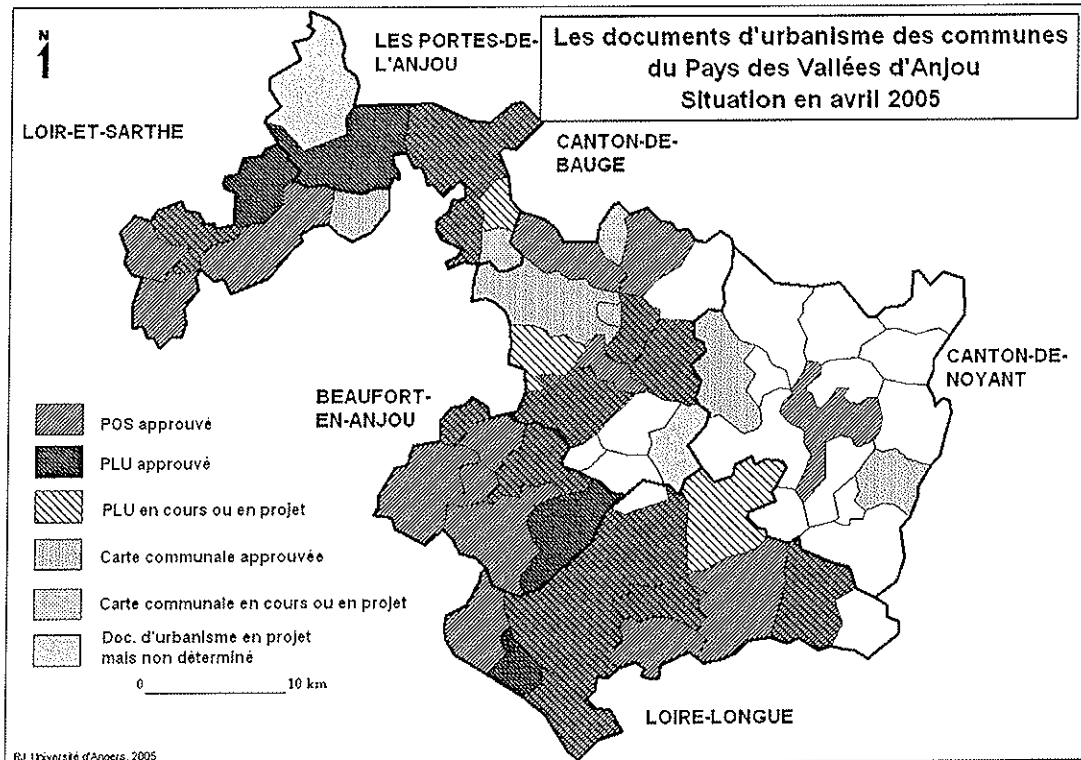 N
Les documents d'urbanisme des communes
du Pays des Vallées d'Anjou
Situation en avril 2005
LES PORTES-DE-
L'ANJOU
LOIR-ET-SARTHE
CANTON-DE-
BAUGE
CANTON-DE-
NOYANT
BEAUFORT-
EN-ANJOU
POS approuvé
PLU approuvé
PLU en cours ou en projet
Carte communale approuvée
Carte communale en cours ou en projet
Doc. d'urbanisme en projet
mais non déterminé
0 10 km
LOIRE-LONGUE
RJ, Université d'Angers, 2005